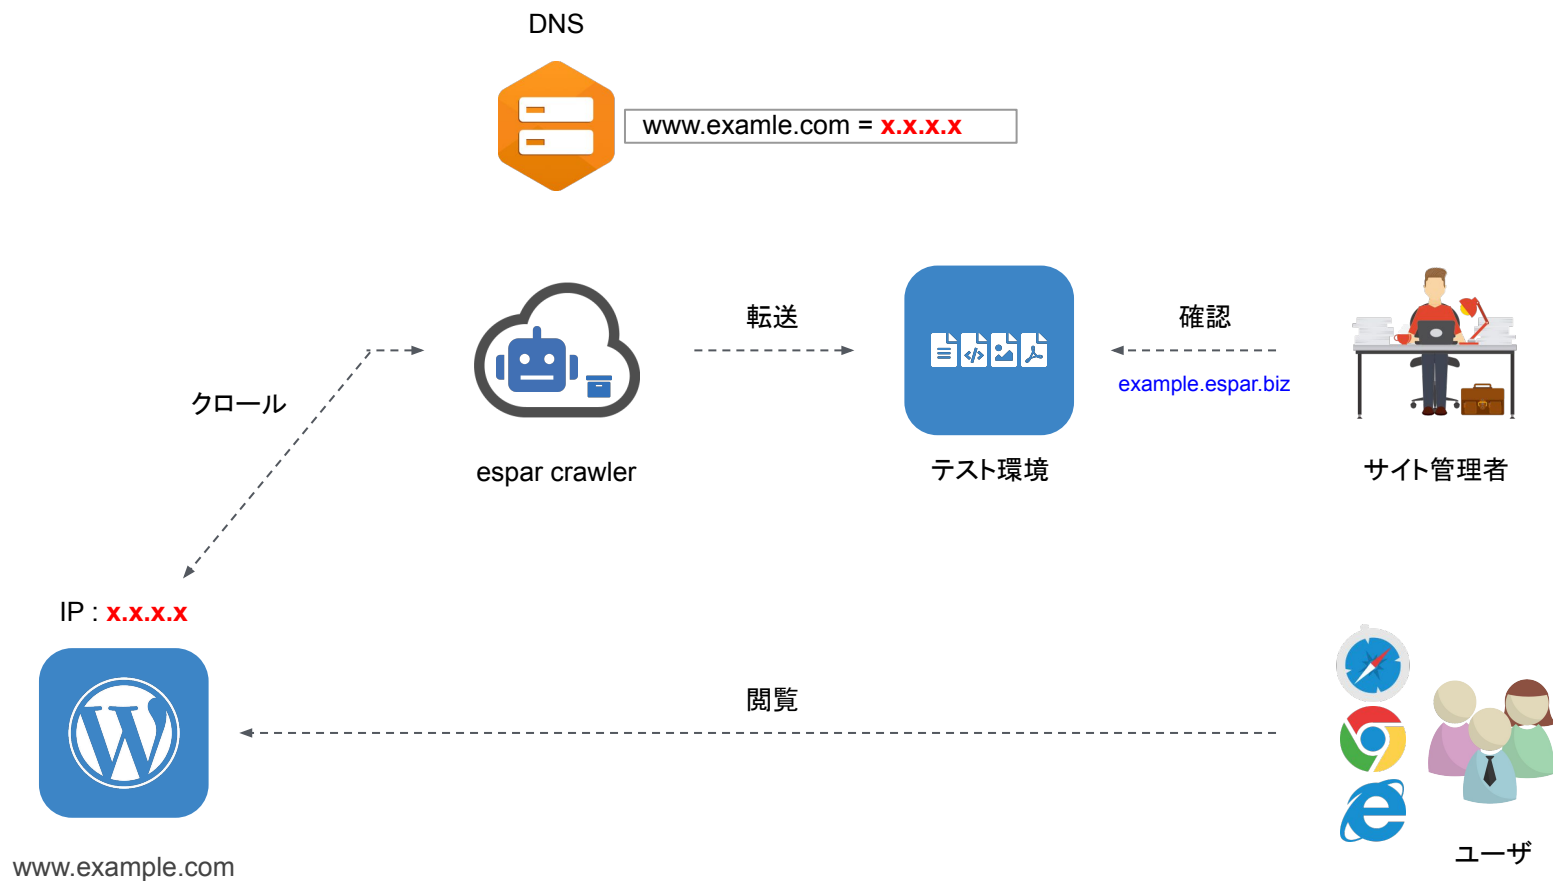 DNS
www.examle.com = x.x.x.x
転送
確認
example.espar.biz
クロール
espar crawler
テスト環境
サイト管理者
IP : x.x.x.x
閲覧
ユーザ
www.example.com